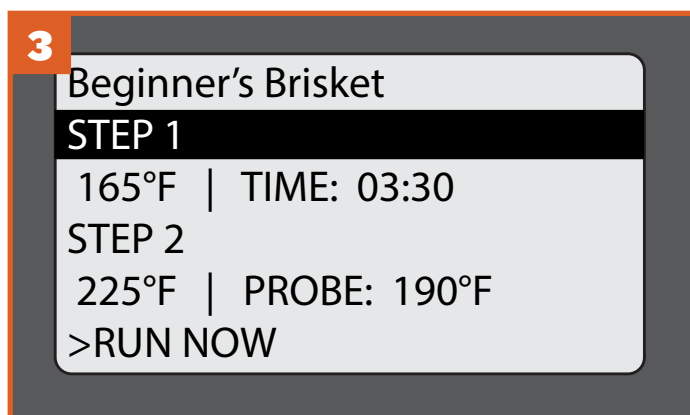 3
Beginner’s Brisket
STEP 1
165°F | TIME: 03:30
STEP 2
225°F | PROBE: 190°F
>RUN NOW